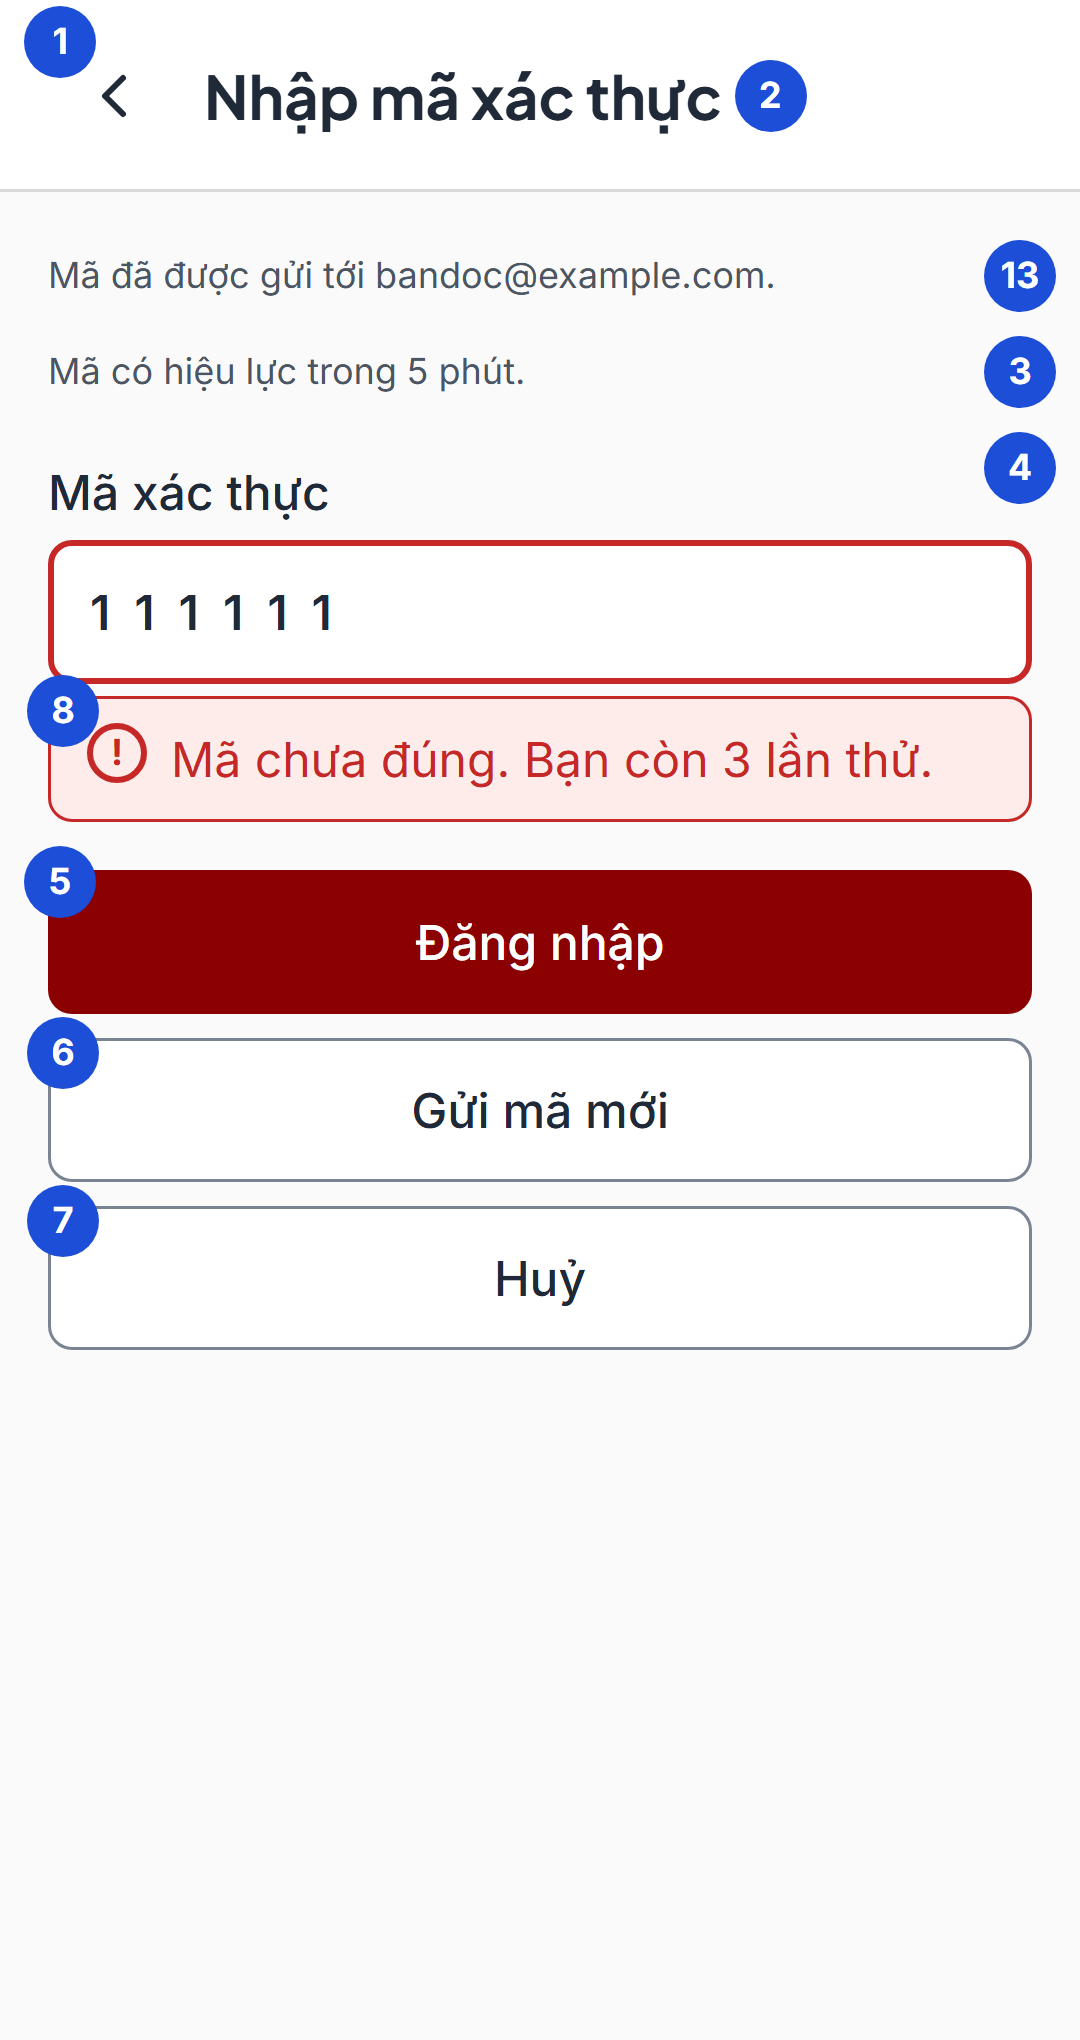 1
Nhập mã xác thực 2
Mã đã được gửi tới bandoc@example.com. 13
Mã có hiệu lực trong 5 phút. 3
4
Mã xác thực
1 1 1 1 1 1
8
! Mã chưa đúng. Bạn còn 3 lần thử.
5
Đăng nhập
6
Gửi mã mới
7
Huỷ